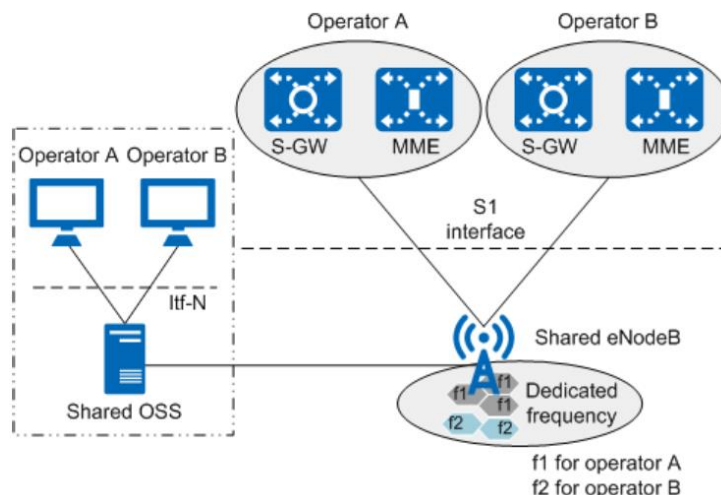 Operator A
Operator B
S-GW
MME
S-GW
MME
Operator A
Operator B
S1
interface
Itf-N
Shared OSS
Shared eNodeB
f1
f1
f1
f2
f2
Dedicated
frequency
f1 for operator A
f2 for operator B